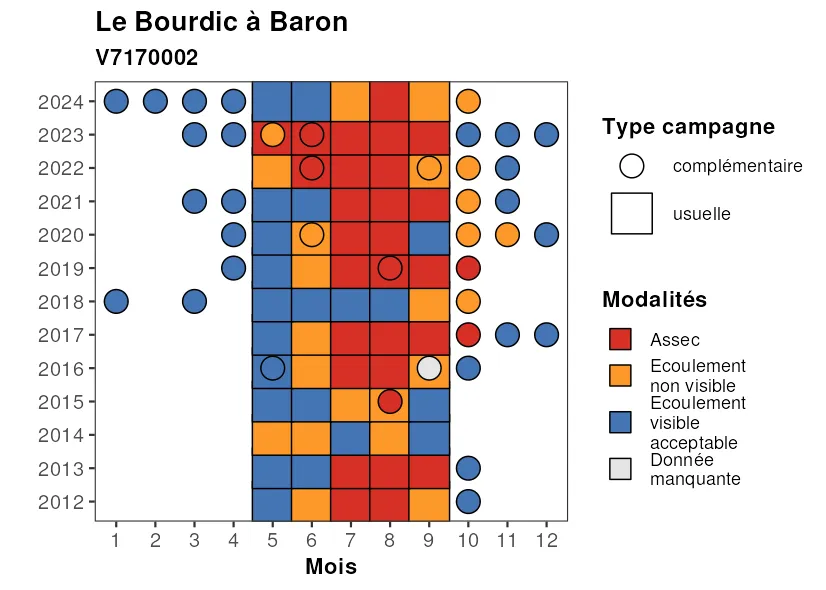 Le Bourdic à Baron
V7170002
2024
2023
2022
2021
2020
2019
2018
2017
2016
2015
2014
2013
2012
1 2 3 4 5 6 7 8 9 10 11 12
Mois
Type campagne
complémentaire
usuelle
Modalités
Assec
Ecoulement
non visible
Ecoulement
visible
acceptable
Donnée
manquante